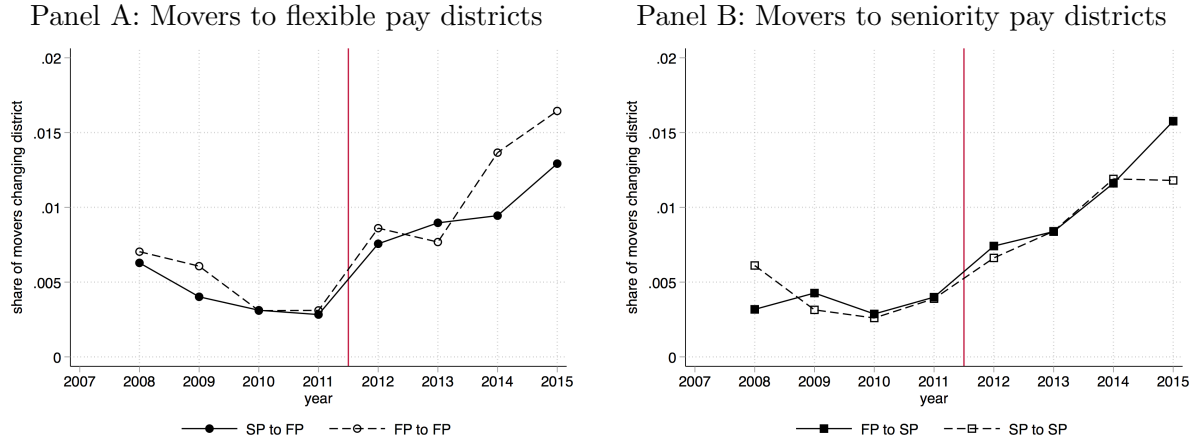 Panel A: Movers to flexible pay districts
share of movers changing district
.02
.015
.01
.005
0
2007 2008 2009 2010 2011 2012 2013 2014 2015
year
SP to FP FP to FP
Panel B: Movers to seniority pay districts
share of movers changing district
.02
.015
.01
.005
0
2007 2008 2009 2010 2011 2012 2013 2014 2015
year
FP to SP SP to SP